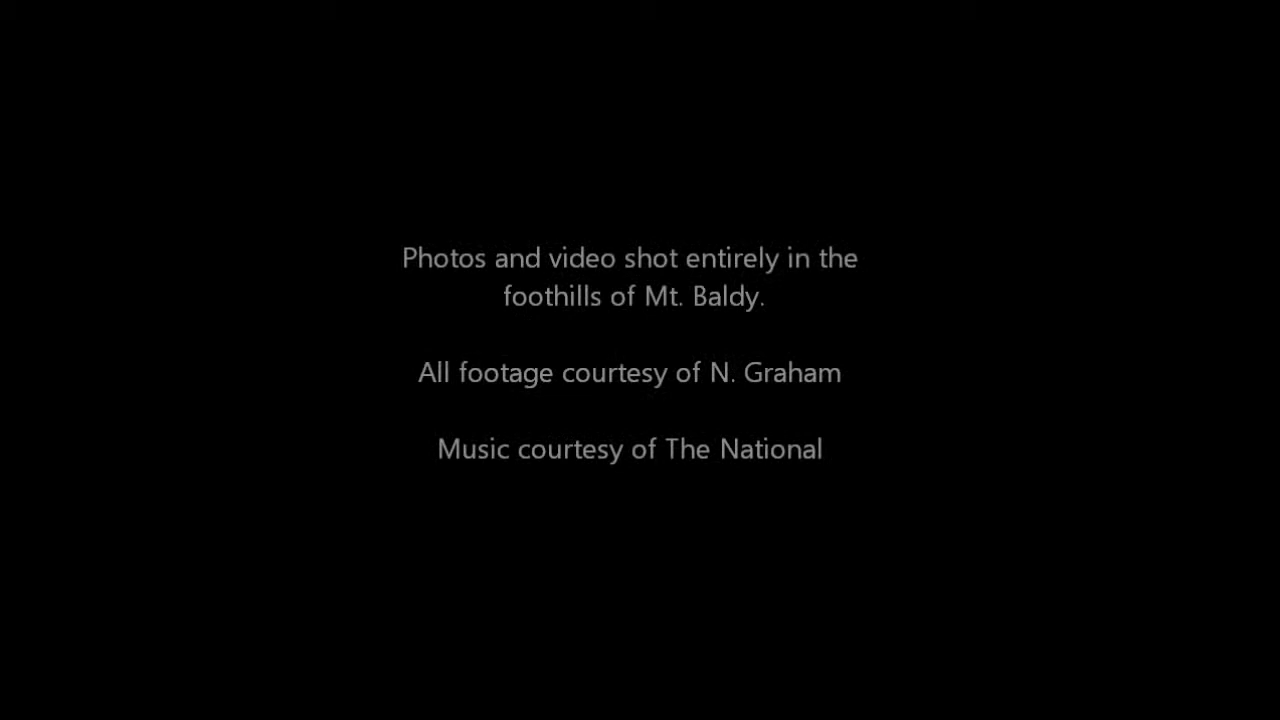 Photos and video shot entirely in the
foothills of Mt. Baldy.
All footage courtesy of N. Graham
Music courtesy of The National